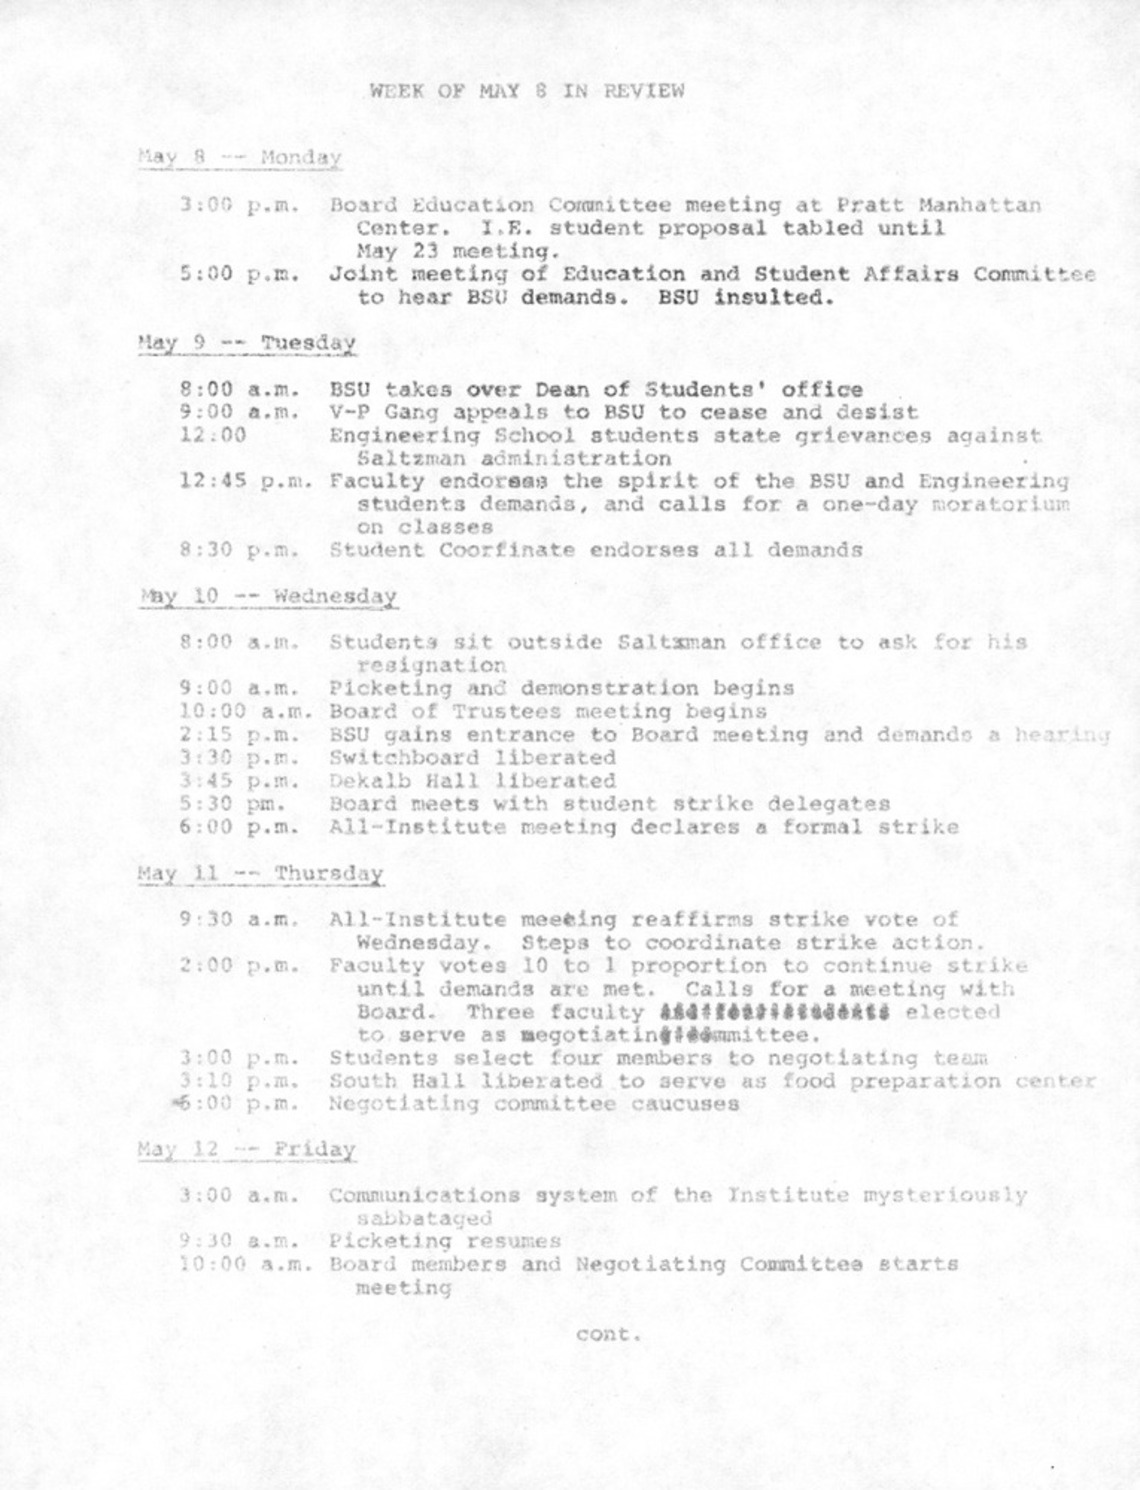 WEEK OF MAY 8 IN REVIEW
May 8 -- Monday
3:00 p.m. Board Education Committee meeting at Pratt Manhattan
Center. I.E. student proposal tabled until
May 23 meeting.
5:00 p.m. Joint meeting of Education and Student Affairs Committee
to hear BSU demands. BSU insulted.
May 9 -- Tuesday
8:00 a.m. BSU takes over Dean of Students' office
9:00 a.m. V-P Gang appeals to BSU to cease and desist
12:00 Engineering School students state grievances against
Saltzman administration
12:45 p.m. Faculty endorses the spirit of the BSU and Engineering
students demands, and calls for a one-day moratorium
on classes
8:30 p.m. Student Coorfinate endorses all demands
May 10 -- Wednesday
8:00 a.m. Students sit outside Saltzman office to ask for his
resignation
9:00 a.m. Picketing and demonstration begins
10:00 a.m. Board of Trustees meeting begins
2:15 p.m. BSU gains entrance to Board meeting and demands a hearing
3:30 p.m. Switchboard liberated
3:45 p.m. Dekalb Hall liberated
5:30 pm. Board meets with student strike delegates
6:00 p.m. All-Institute meeting declares a formal strike
May 11 -- Thursday
9:30 a.m. All-Institute meeting reaffirms strike vote of
Wednesday. Steps to coordinate strike action.
2:00 p.m. Faculty votes 10 to 1 proportion to continue strike
until demands are met. Calls for a meeting with
Board. Three faculty elected
to serve as negotiating committee.
3:00 p.m. Students select four members to negotiating team
3:10 p.m. South Hall liberated to serve as food preparation center
6:00 p.m. Negotiating committee caucuses
May 12 -- Friday
3:00 a.m. Communications system of the Institute mysteriously
sabbataged
9:30 a.m. Picketing resumes
10:00 a.m. Board members and Negotiating Committee starts
meeting
cont.